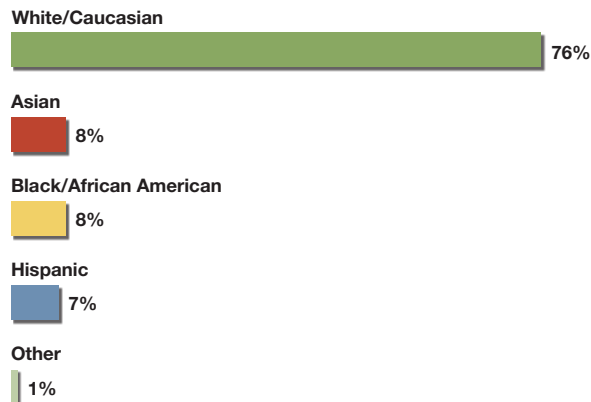 White/Caucasian
76%
Asian
8%
Black/African American
8%
Hispanic
7%
Other
1%